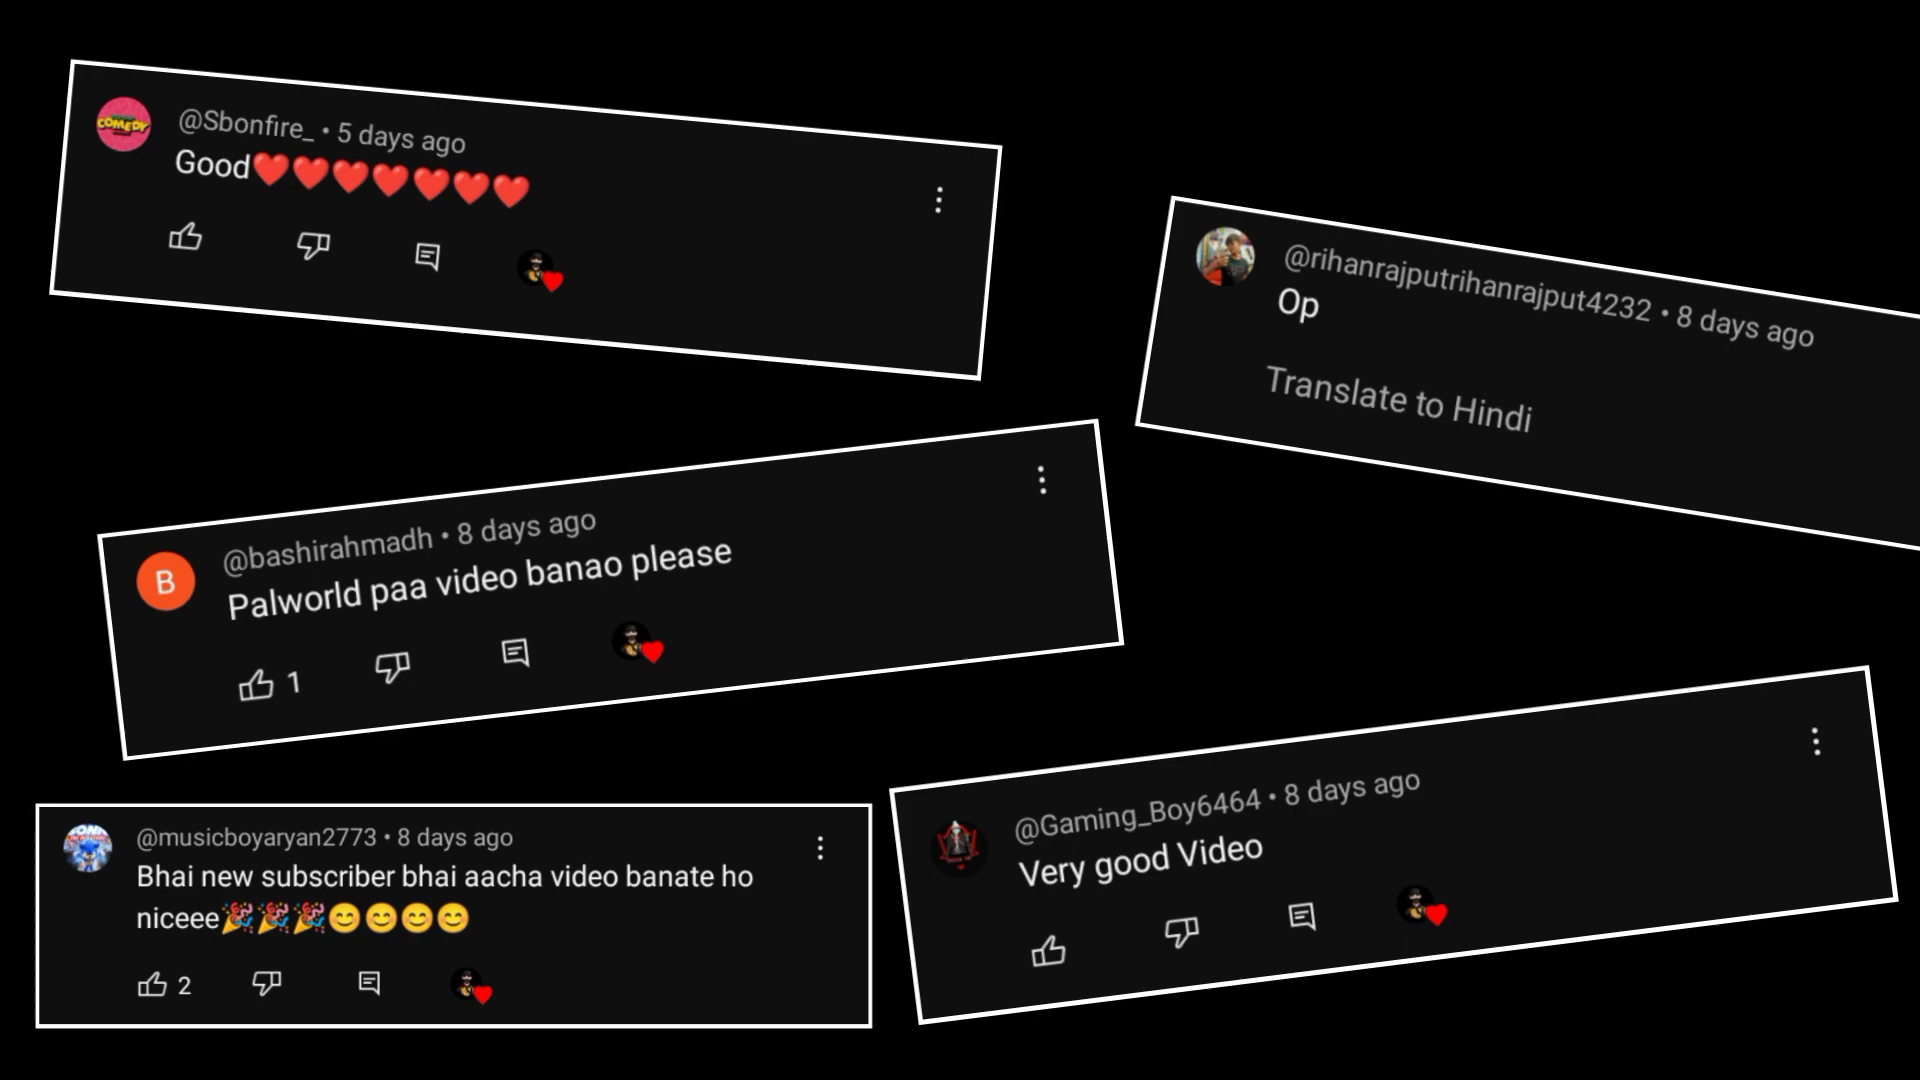 COMEDY
@Sbonfire_ • 5 days ago
Good❤️❤️❤️❤️❤️❤️❤️
@rihanrajputrihanrajput4232 • 8 days ago
Op
Translate to Hindi
B
@bashirahmadh • 8 days ago
Palworld paa video banao please
1
@musicboyaryan2773 • 8 days ago
Bhai new subscriber bhai aacha video banate ho
niceee🎉🎉🎉😊😊😊😊
2
@Gaming_Boy6464 • 8 days ago
Very good Video